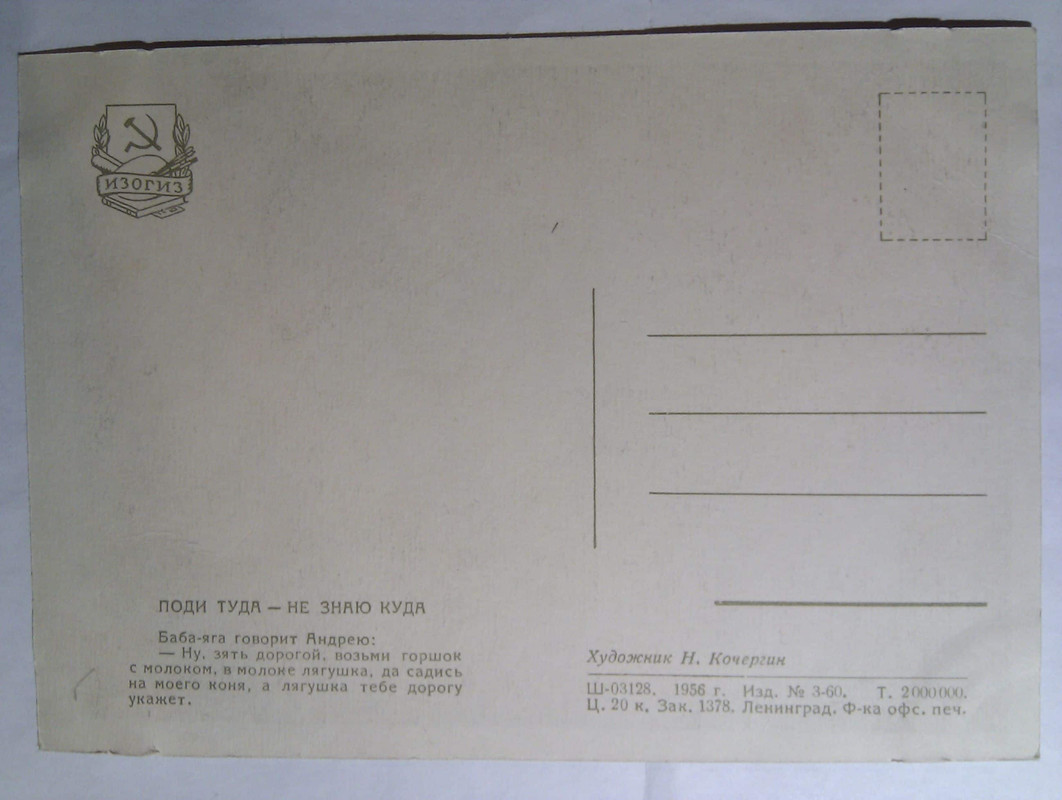 ИЗОГИЗ
ПОДИ ТУДА — НЕ ЗНАЮ КУДА
Баба-яга говорит Андрею:
— Ну, зять дорогой, возьми горшок
с молоком, в молоке лягушка, да садись
на моего коня, а лягушка тебе дорогу
укажет.
Художник Н. Кочергин
Ш-03128. 1956 г. Изд. № 3-60. Т. 2000000.
Ц. 20 к. Зак. 1378. Ленинград. Ф-ка офс. печ.